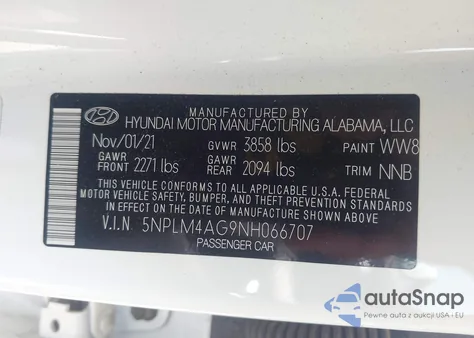 MANUFACTURED BY
HYUNDAI MOTOR MANUFACTURING ALABAMA, LLC
Nov/01/21 GVWR 3858 lbs PAINT WW8
GAWR FRONT 2271 lbs GAWR REAR 2094 lbs TRIM NNB
THIS VEHICLE CONFORMS TO ALL APPLICABLE U.S.A. FEDERAL
MOTOR VEHICLE SAFETY, BUMPER, AND THEFT PREVENTION STANDARDS
IN EFFECT ON THE DATE OF MANUFACTURE SHOWN ABOVE.
V.I.N 5NPLM4AG9NH066707
PASSENGER CAR
autoSnap
Pewne auta z aukcji USA i EU